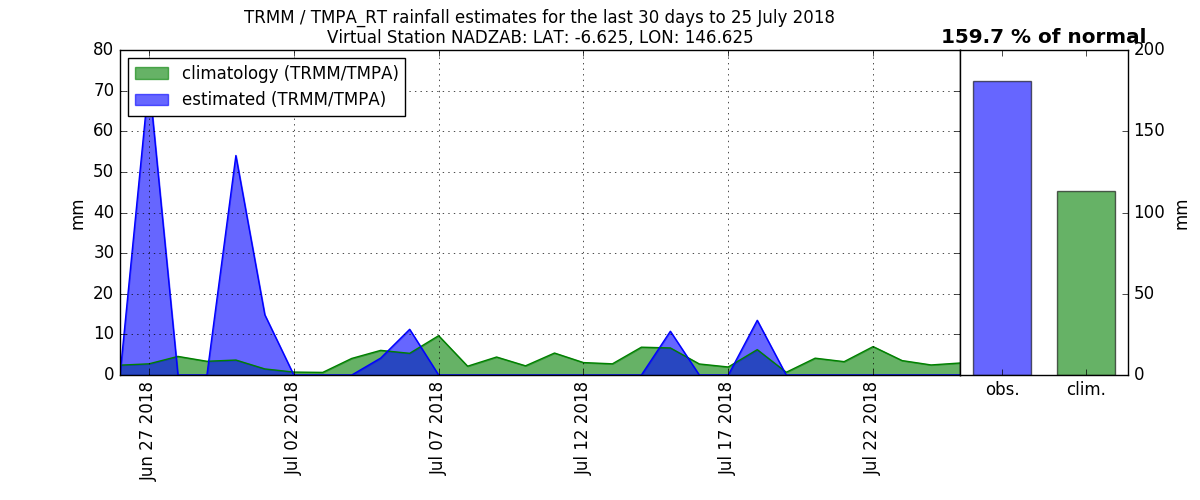 TRMM / TMPA_RT rainfall estimates for the last 30 days to 25 July 2018
Virtual Station NADZAB: LAT: -6.625, LON: 146.625
159.7 % of normal
climatology (TRMM/TMPA)
estimated (TRMM/TMPA)
80
70
60
50
40
30
20
10
0
mm
Jun 27 2018
Jul 02 2018
Jul 07 2018
Jul 12 2018
Jul 17 2018
Jul 22 2018
200
150
100
50
0
mm
obs.
clim.